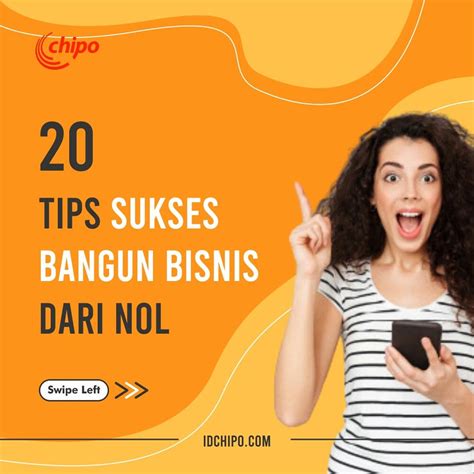 chipo
20
TIPS SUKSES
BANGUN BISNIS
DARI NOL
Swipe Left
IDCHIPO.COM